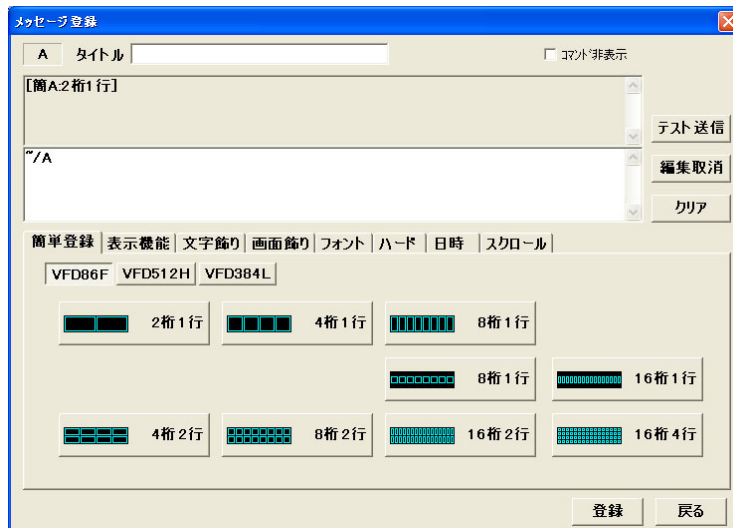 メッセージ登録
A タイトル コマンド非表示
[簡A:2桁1行]
テスト送信
~/A
編集取消
クリア
簡単登録 表示機能 文字飾り 画面飾り フォント ハード 日時 スクロール
VFD86F VFD512H VFD384L
2桁1行 4桁1行 8桁1行
8桁1行 16桁1行
4桁2行 8桁2行 16桁2行 16桁4行
登録 戻る